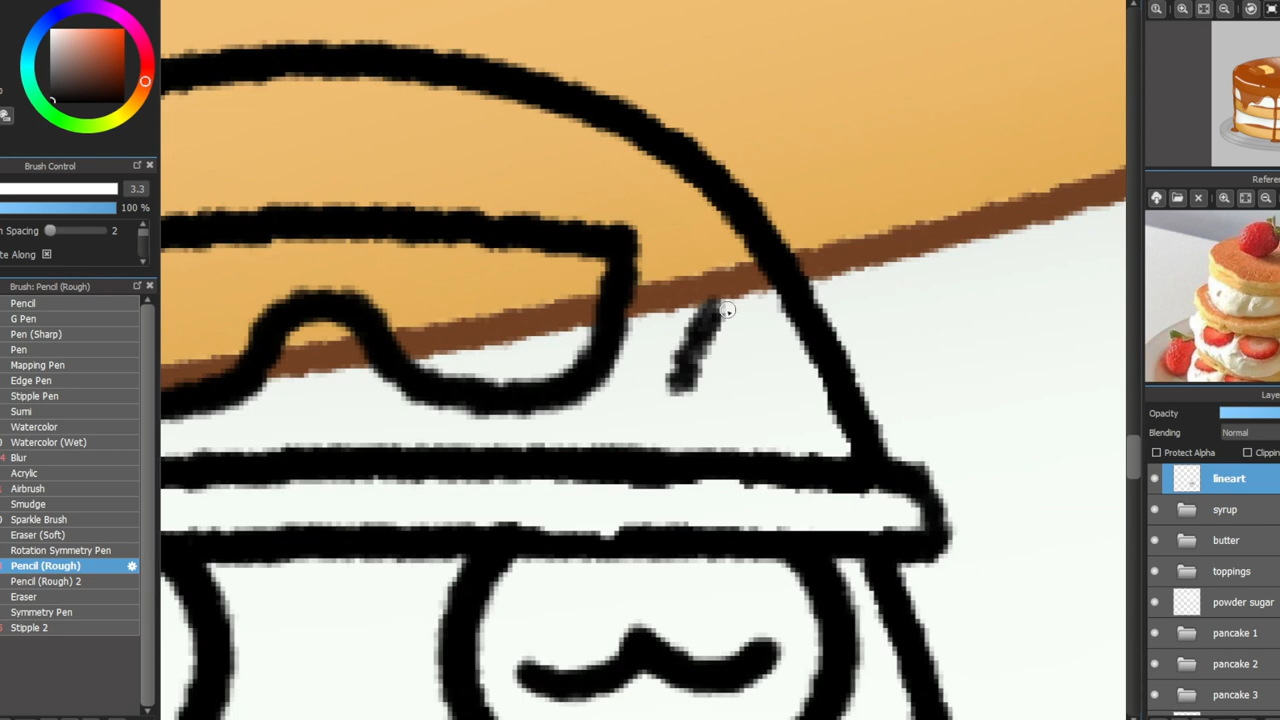 Brush Control
3.3
100 %
Spacing
2
Along
Brush: Pencil (Rough)
Pencil
G Pen
Pen (Sharp)
Pen
Mapping Pen
Edge Pen
Stipple Pen
Sumi
Watercolor
Watercolor (Wet)
Blur
Acrylic
Airbrush
Smudge
Sparkle Brush
Eraser (Soft)
Rotation Symmetry Pen
Pencil (Rough)
Pencil (Rough) 2
Eraser
Symmetry Pen
Stipple 2
Refere
Laye
Opacity
Blending
Normal
Protect Alpha
Clippin
lineart
syrup
butter
toppings
powder sugar
pancake 1
pancake 2
pancake 3